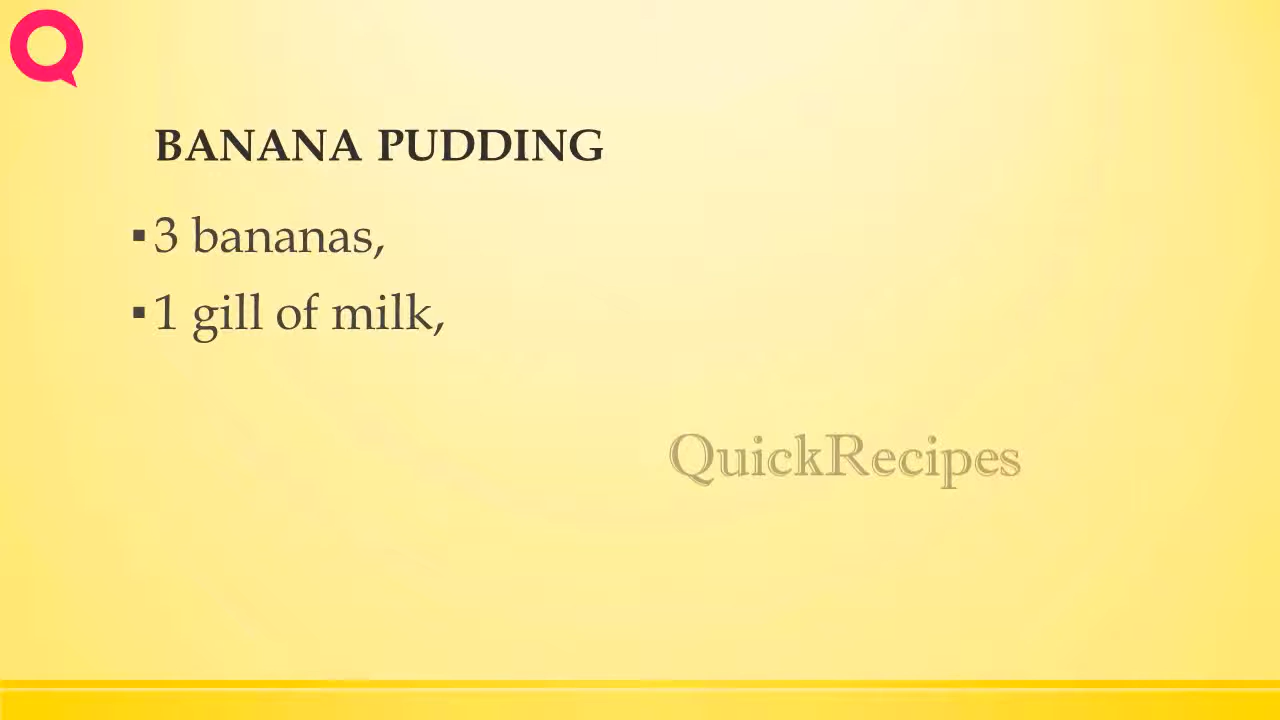 BANANA PUDDING
▪ 3 bananas,
▪ 1 gill of milk,
QuickRecipes